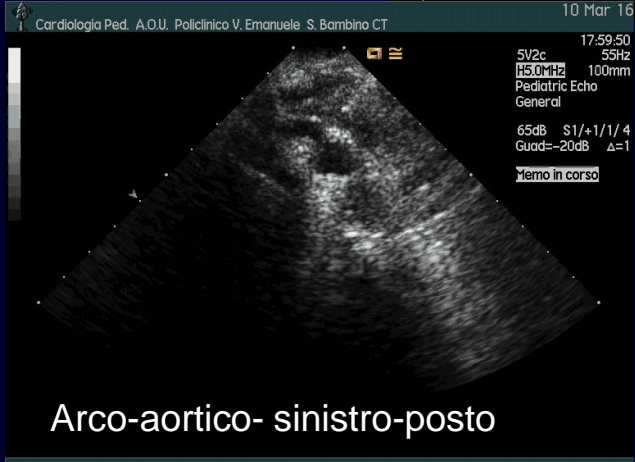 10 Mar 16
Cardiologia Ped. A.O.U. Policlinico V. Emanuele S. Bambino CT
17:59:50
5V2c 55Hz
H5.0MHz 100mm
Pediatric Echo
General
65dB S1/+1/1/4
Guad=-20dB Δ=1
Memo in corso
Arco-aortico- sinistro-posto